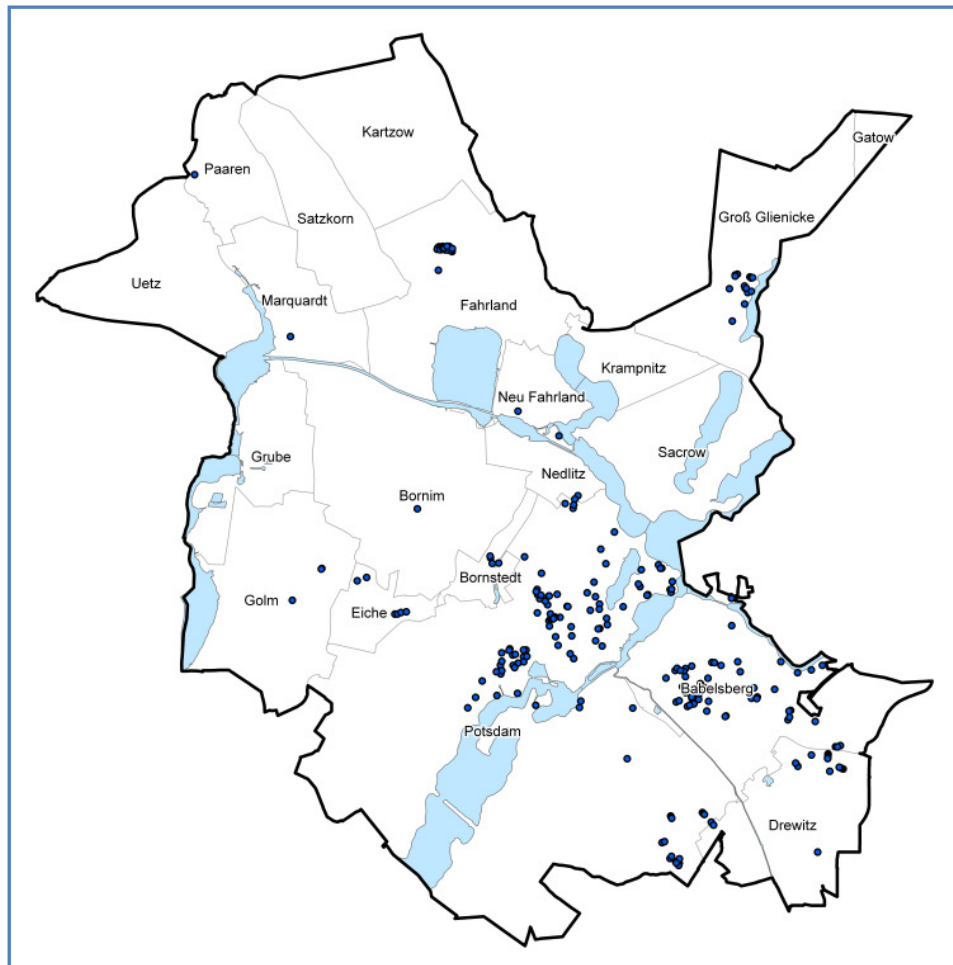 Kartzow
Gatow
Paaren
Satzkorn
Groß Glienicke
Uetz
Marquardt
Fahrland
Krampnitz
Neu Fahrland
Sacrow
Grube
Nedlitz
Bornim
Bornstedt
Golm
Eiche
Babelsberg
Potsdam
Drewitz